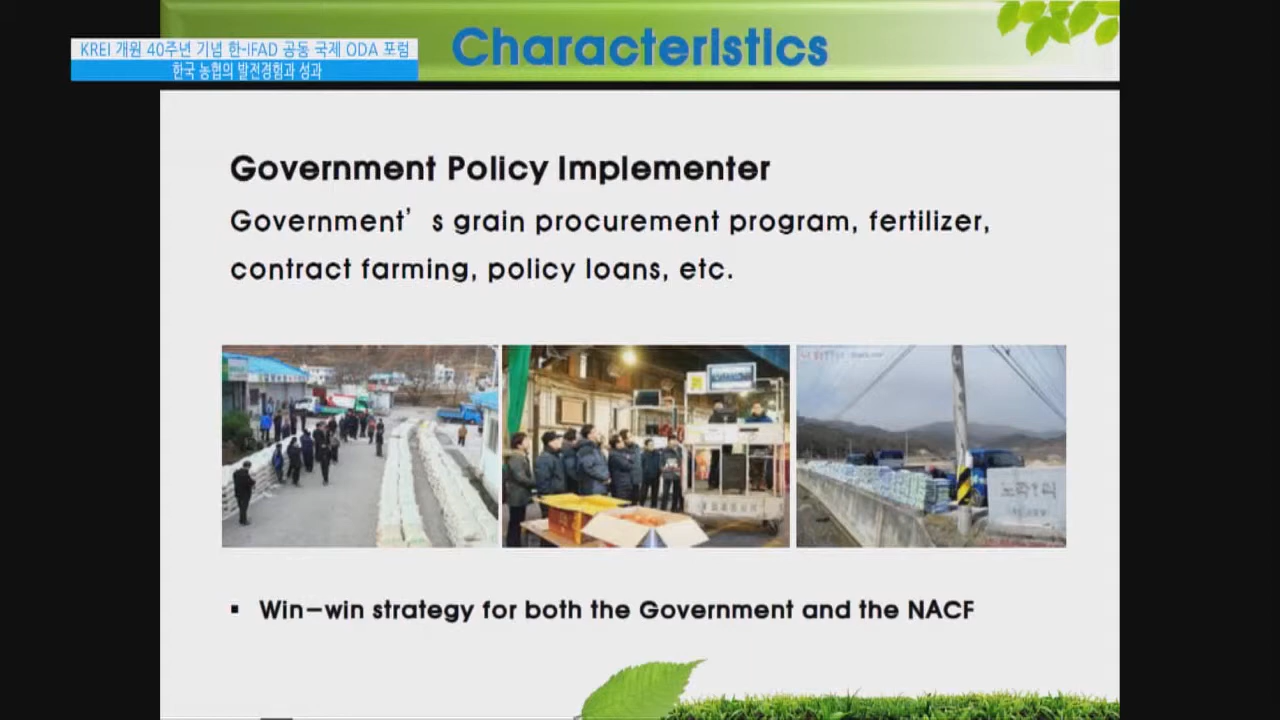 KREI 개원 40주년 기념 한-IFAD 공동 국제 ODA 포럼
한국 농협의 발전경험과 성과
Characteristics
Government Policy Implementer
Government’s grain procurement program, fertilizer,
contract farming, policy loans, etc.
▪ Win-win strategy for both the Government and the NACF